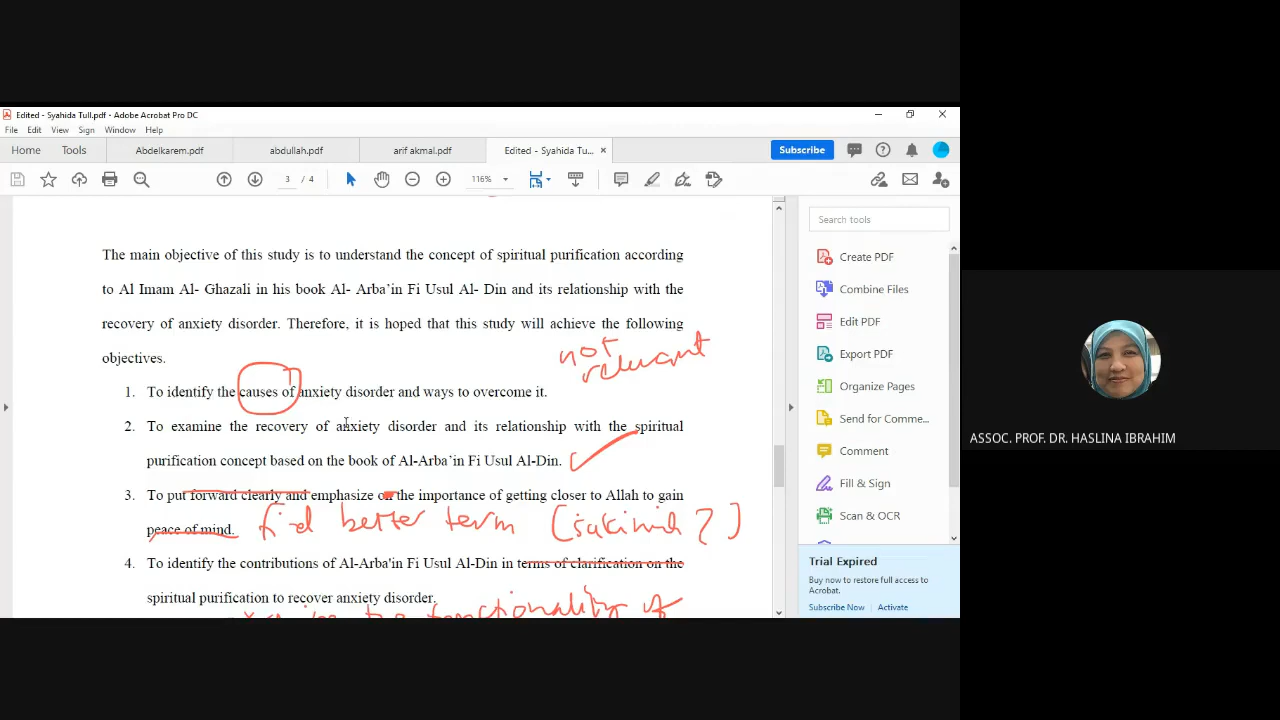 Edited - Syahida Tull.pdf - Adobe Acrobat Pro DC
File Edit View Sign Window Help
Home Tools Abdelkarem.pdf abdullah.pdf arif akmal.pdf Edited - Syahida Tu... × Subscribe
3 / 4 116%
Search tools
The main objective of this study is to understand the concept of spiritual purification according
to Al Imam Al- Ghazali in his book Al- Arba'in Fi Usul Al- Din and its relationship with the
recovery of anxiety disorder. Therefore, it is hoped that this study will achieve the following
objectives.
not
relevant
1. To identify the causes of anxiety disorder and ways to overcome it.
2. To examine the recovery of anxiety disorder and its relationship with the spiritual
purification concept based on the book of Al-Arba'in Fi Usul Al-Din.
3. To put forward clearly and emphasize on the importance of getting closer to Allah to gain
peace of mind. find better term (sakinah ?)
4. To identify the contributions of Al-Arba'in Fi Usul Al-Din in terms of clarification on the
spiritual purification to recover anxiety disorder.
the functionality of
Create PDF
Combine Files
Edit PDF
Export PDF
Organize Pages
Send for Comme...
Comment
Fill & Sign
Scan & OCR
Trial Expired
Buy now to restore full access to
Acrobat.
Subscribe Now Activate
ASSOC. PROF. DR. HASLINA IBRAHIM